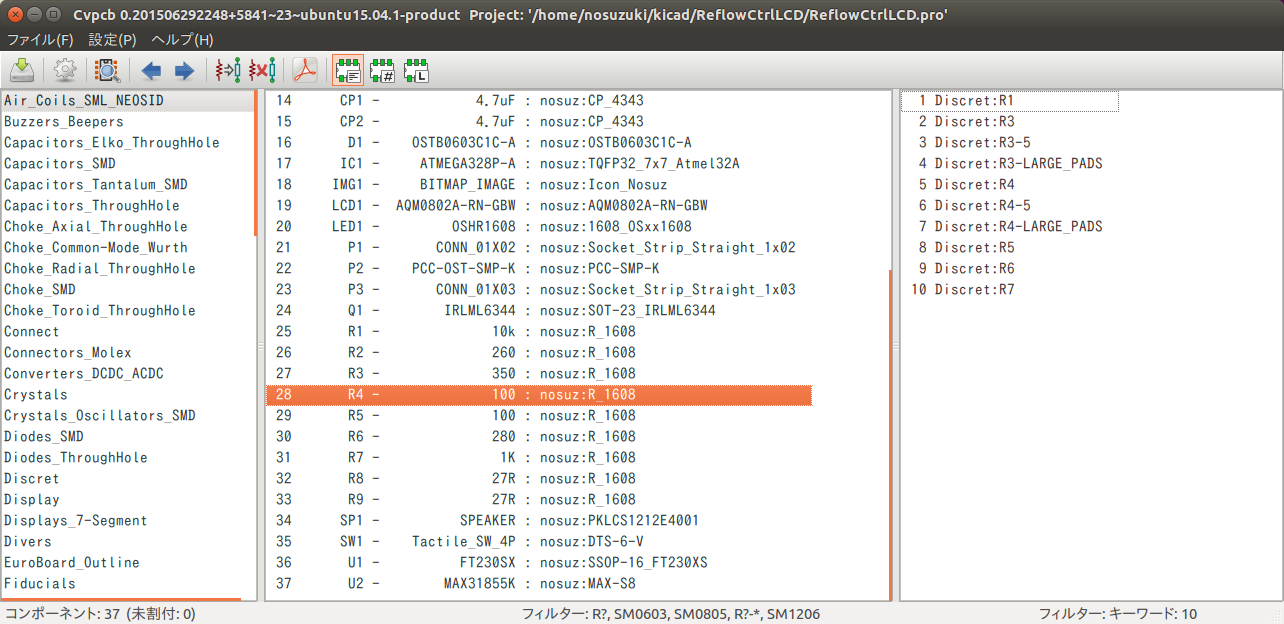 Cvpcb 0.201506292248+5841~23~ubuntu15.04.1-product Project: '/home/nosuzuki/kicad/ReflowCtrlLCD/ReflowCtrlLCD.pro'
ファイル(F) 設定(P) ヘルプ(H)
# L
Air_Coils_SML_NEOSID
Buzzers_Beepers
Capacitors_Elko_ThroughHole
Capacitors_SMD
Capacitors_Tantalum_SMD
Capacitors_ThroughHole
Choke_Axial_ThroughHole
Choke_Common-Mode_Wurth
Choke_Radial_ThroughHole
Choke_SMD
Choke_Toroid_ThroughHole
Connect
Connectors_Molex
Converters_DCDC_ACDC
Crystals
Crystals_Oscillators_SMD
Diodes_SMD
Diodes_ThroughHole
Discret
Display
Displays_7-Segment
Divers
EuroBoard_Outline
Fiducials
14 CP1 - 4.7uF : nosuz:CP_4343
15 CP2 - 4.7uF : nosuz:CP_4343
16 D1 - OSTB0603C1C-A : nosuz:OSTB0603C1C-A
17 IC1 - ATMEGA328P-A : nosuz:TQFP32_7x7_Atmel32A
18 IMG1 - BITMAP_IMAGE : nosuz:Icon_Nosuz
19 LCD1 - AQM0802A-RN-GBW : nosuz:AQM0802A-RN-GBW
20 LED1 - OSHR1608 : nosuz:1608_OSxx1608
21 P1 - CONN_01X02 : nosuz:Socket_Strip_Straight_1x02
22 P2 - PCC-OST-SMP-K : nosuz:PCC-SMP-K
23 P3 - CONN_01X03 : nosuz:Socket_Strip_Straight_1x03
24 Q1 - IRLML6344 : nosuz:SOT-23_IRLML6344
25 R1 - 10k : nosuz:R_1608
26 R2 - 260 : nosuz:R_1608
27 R3 - 350 : nosuz:R_1608
28 R4 - 100 : nosuz:R_1608
29 R5 - 100 : nosuz:R_1608
30 R6 - 280 : nosuz:R_1608
31 R7 - 1K : nosuz:R_1608
32 R8 - 27R : nosuz:R_1608
33 R9 - 27R : nosuz:R_1608
34 SP1 - SPEAKER : nosuz:PKLCS1212E4001
35 SW1 - Tactile_SW_4P : nosuz:DTS-6-V
36 U1 - FT230SX : nosuz:SSOP-16_FT230XS
37 U2 - MAX31855K : nosuz:MAX-S8
1 Discret:R1
2 Discret:R3
3 Discret:R3-5
4 Discret:R3-LARGE_PADS
5 Discret:R4
6 Discret:R4-5
7 Discret:R4-LARGE_PADS
8 Discret:R5
9 Discret:R6
10 Discret:R7
コンポーネント: 37 (未割付: 0) フィルター: R?, SM0603, SM0805, R?-*, SM1206 フィルター: キーワード: 10